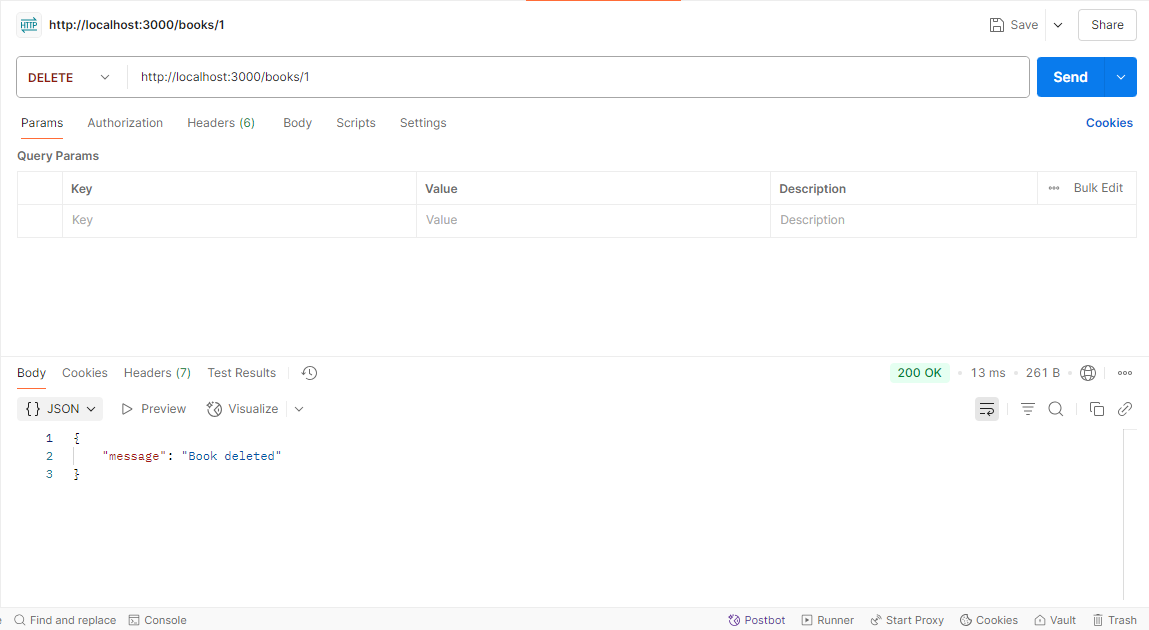 HTTP http://localhost:3000/books/1 Save Share
DELETE http://localhost:3000/books/1 Send
Params Authorization Headers (6) Body Scripts Settings Cookies
Query Params
Key Value Description Bulk Edit
Key Value Description
Body Cookies Headers (7) Test Results 200 OK 13 ms 261 B
{} JSON Preview Visualize
1 {
2 "message": "Book deleted"
3 }
Find and replace Console Postbot Runner Start Proxy Cookies Vault Trash